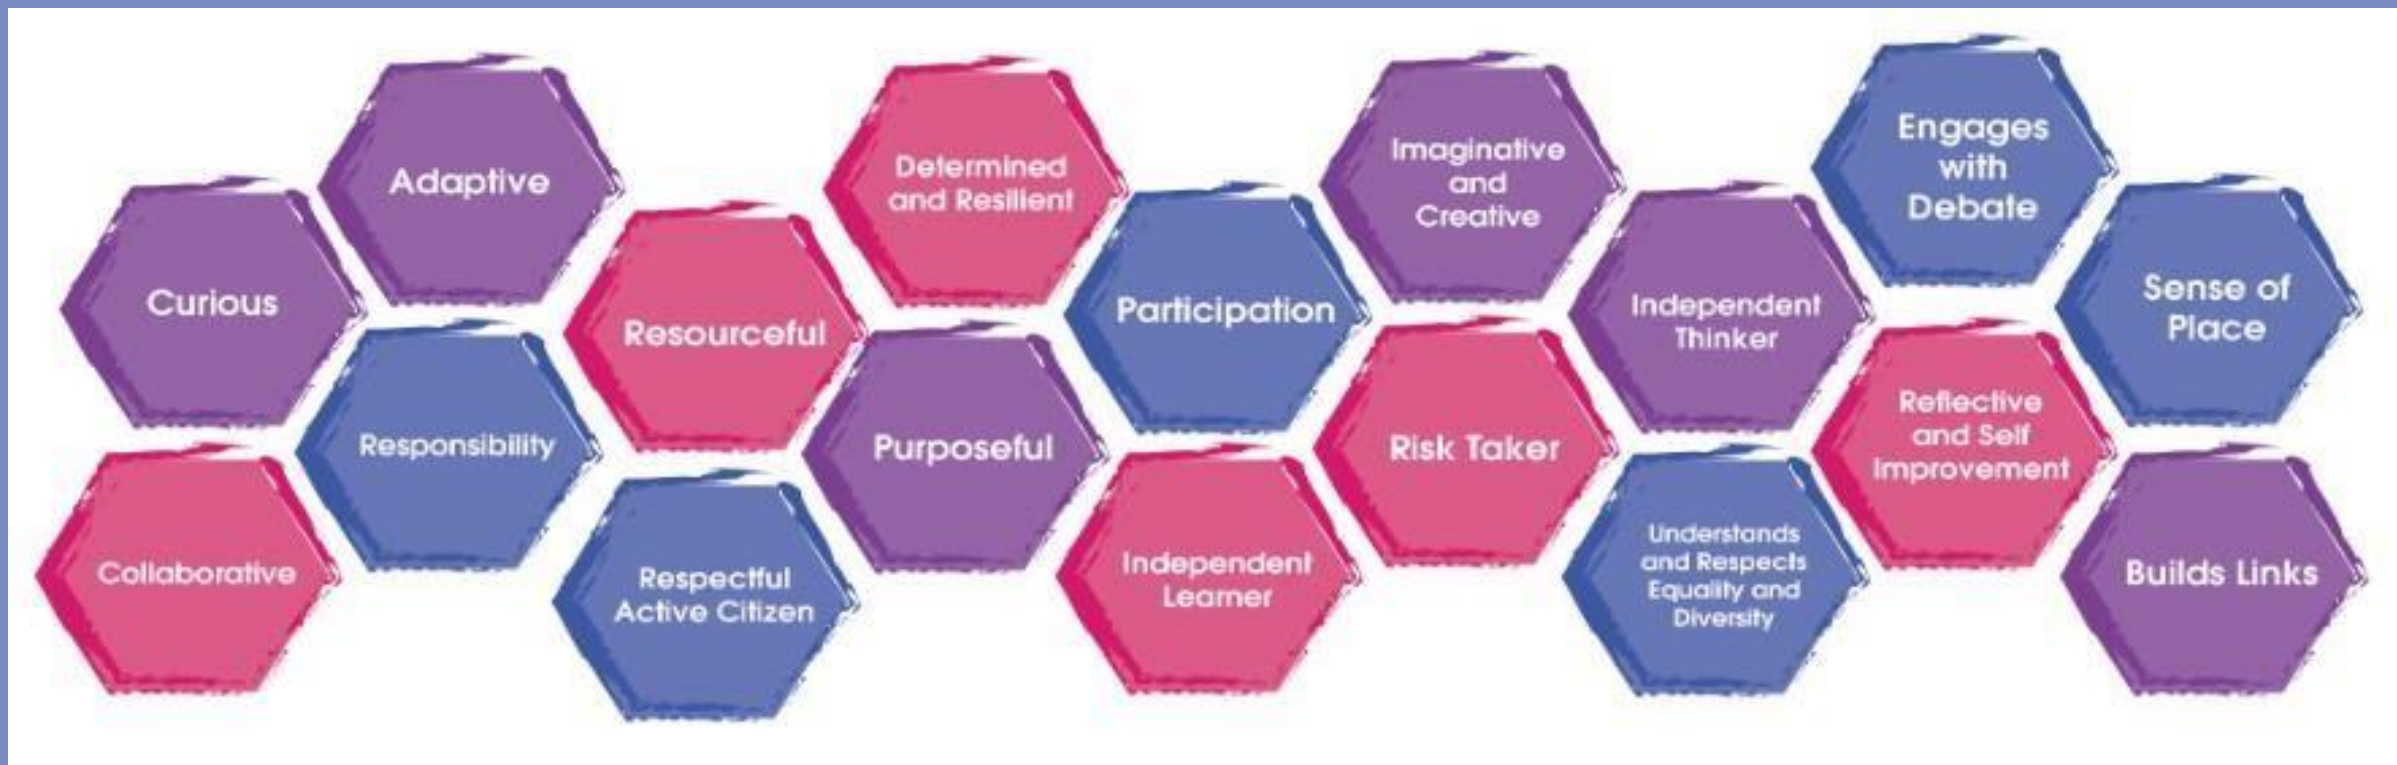 Curious
Adaptive
Collaborative
Responsibility
Resourceful
Respectful
Active Citizen
Determined
and Resilient
Purposeful
Participation
Independent
Learner
Imaginative
and
Creative
Risk Taker
Independent
Thinker
Understands
and Respects
Equality and
Diversity
Engages
with
Debate
Reflective
and Self
Improvement
Sense of
Place
Builds Links